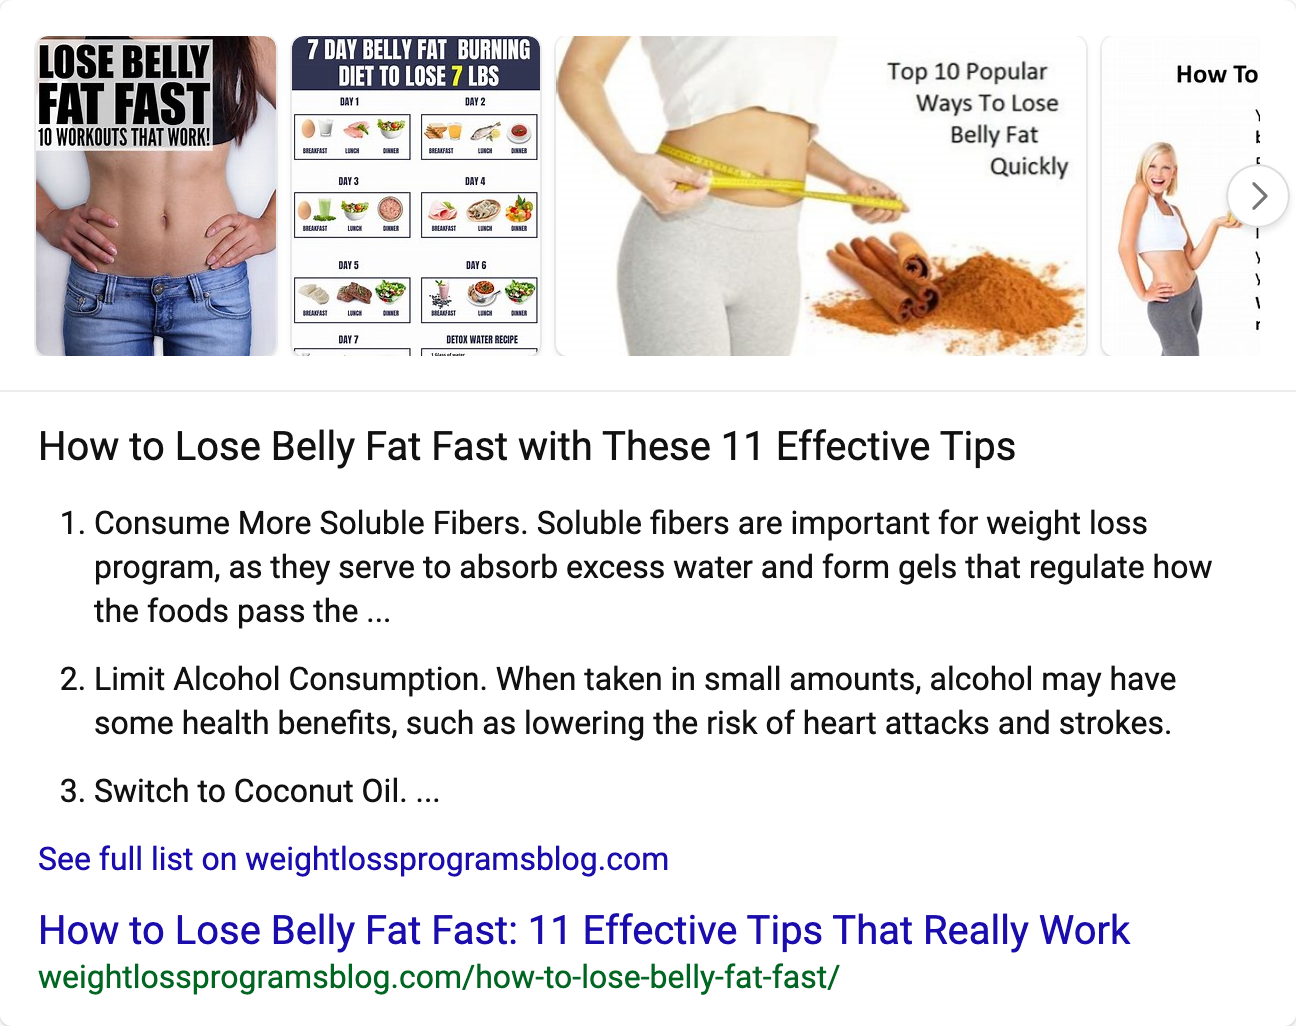 LOSE BELLY
FAT FAST
10 WORKOUTS THAT WORK!
7 DAY BELLY FAT BURNING
DIET TO LOSE 7 LBS
DAY 1 DAY 2
BREAKFAST LUNCH DINNER BREAKFAST LUNCH DINNER
DAY 3 DAY 4
BREAKFAST LUNCH DINNER BREAKFAST LUNCH DINNER
DAY 5 DAY 6
BREAKFAST LUNCH DINNER BREAKFAST LUNCH DINNER
DAY 7 DETOX WATER RECIPE
Top 10 Popular
Ways To Lose
Belly Fat
Quickly
How To
How to Lose Belly Fat Fast with These 11 Effective Tips
1. Consume More Soluble Fibers. Soluble fibers are important for weight loss
program, as they serve to absorb excess water and form gels that regulate how
the foods pass the ...
2. Limit Alcohol Consumption. When taken in small amounts, alcohol may have
some health benefits, such as lowering the risk of heart attacks and strokes.
3. Switch to Coconut Oil. ...
See full list on weightlossprogramsblog.com
How to Lose Belly Fat Fast: 11 Effective Tips That Really Work
weightlossprogramsblog.com/how-to-lose-belly-fat-fast/